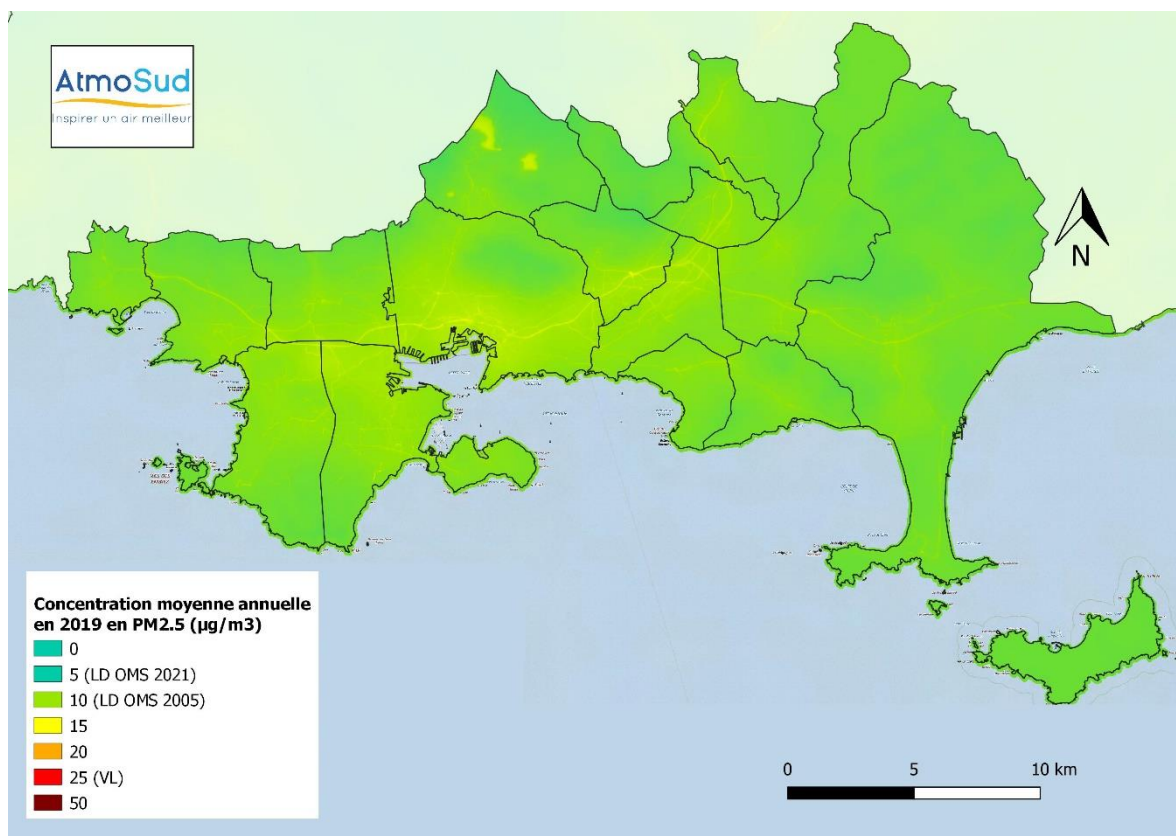 AtmoSud
Inspirer un air meilleur
N
Concentration moyenne annuelle
en 2019 en PM2.5 (µg/m3)
0
5 (LD OMS 2021)
10 (LD OMS 2005)
15
20
25 (VL)
50
0 5 10 km